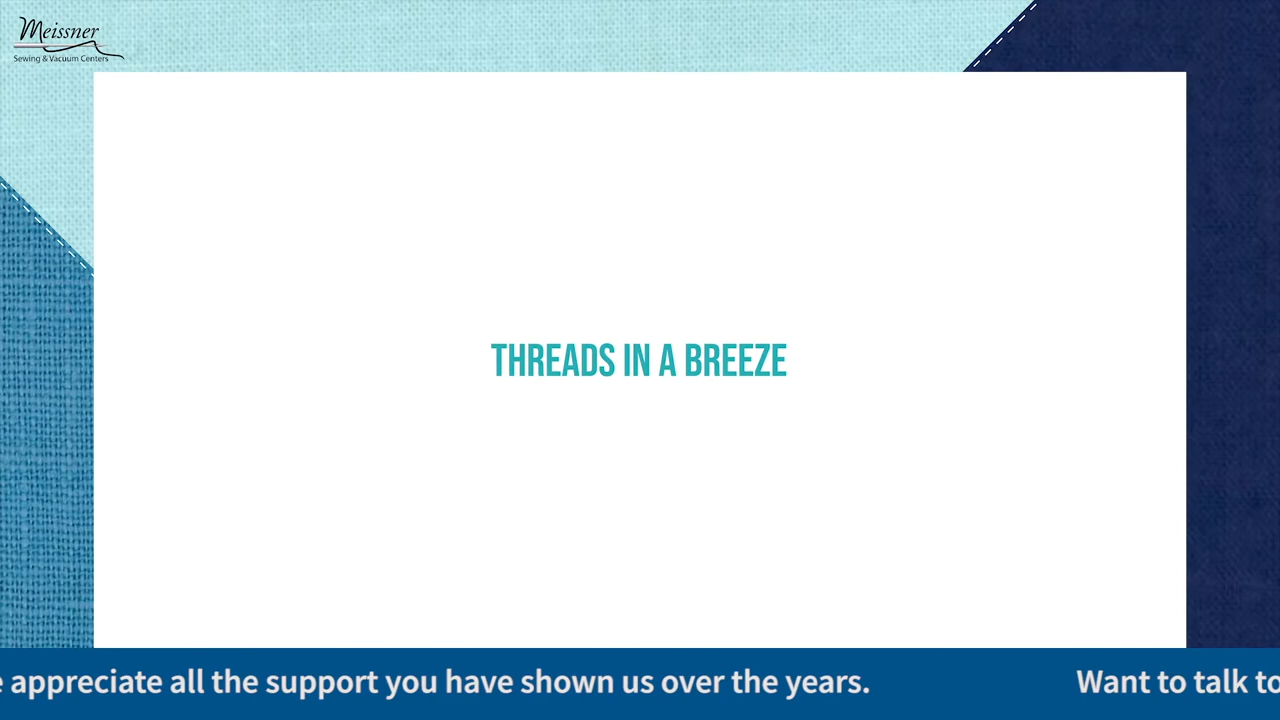 Meissner
Sewing & Vacuum Centers
THREADS IN A BREEZE
appreciate all the support you have shown us over the years. Want to talk to